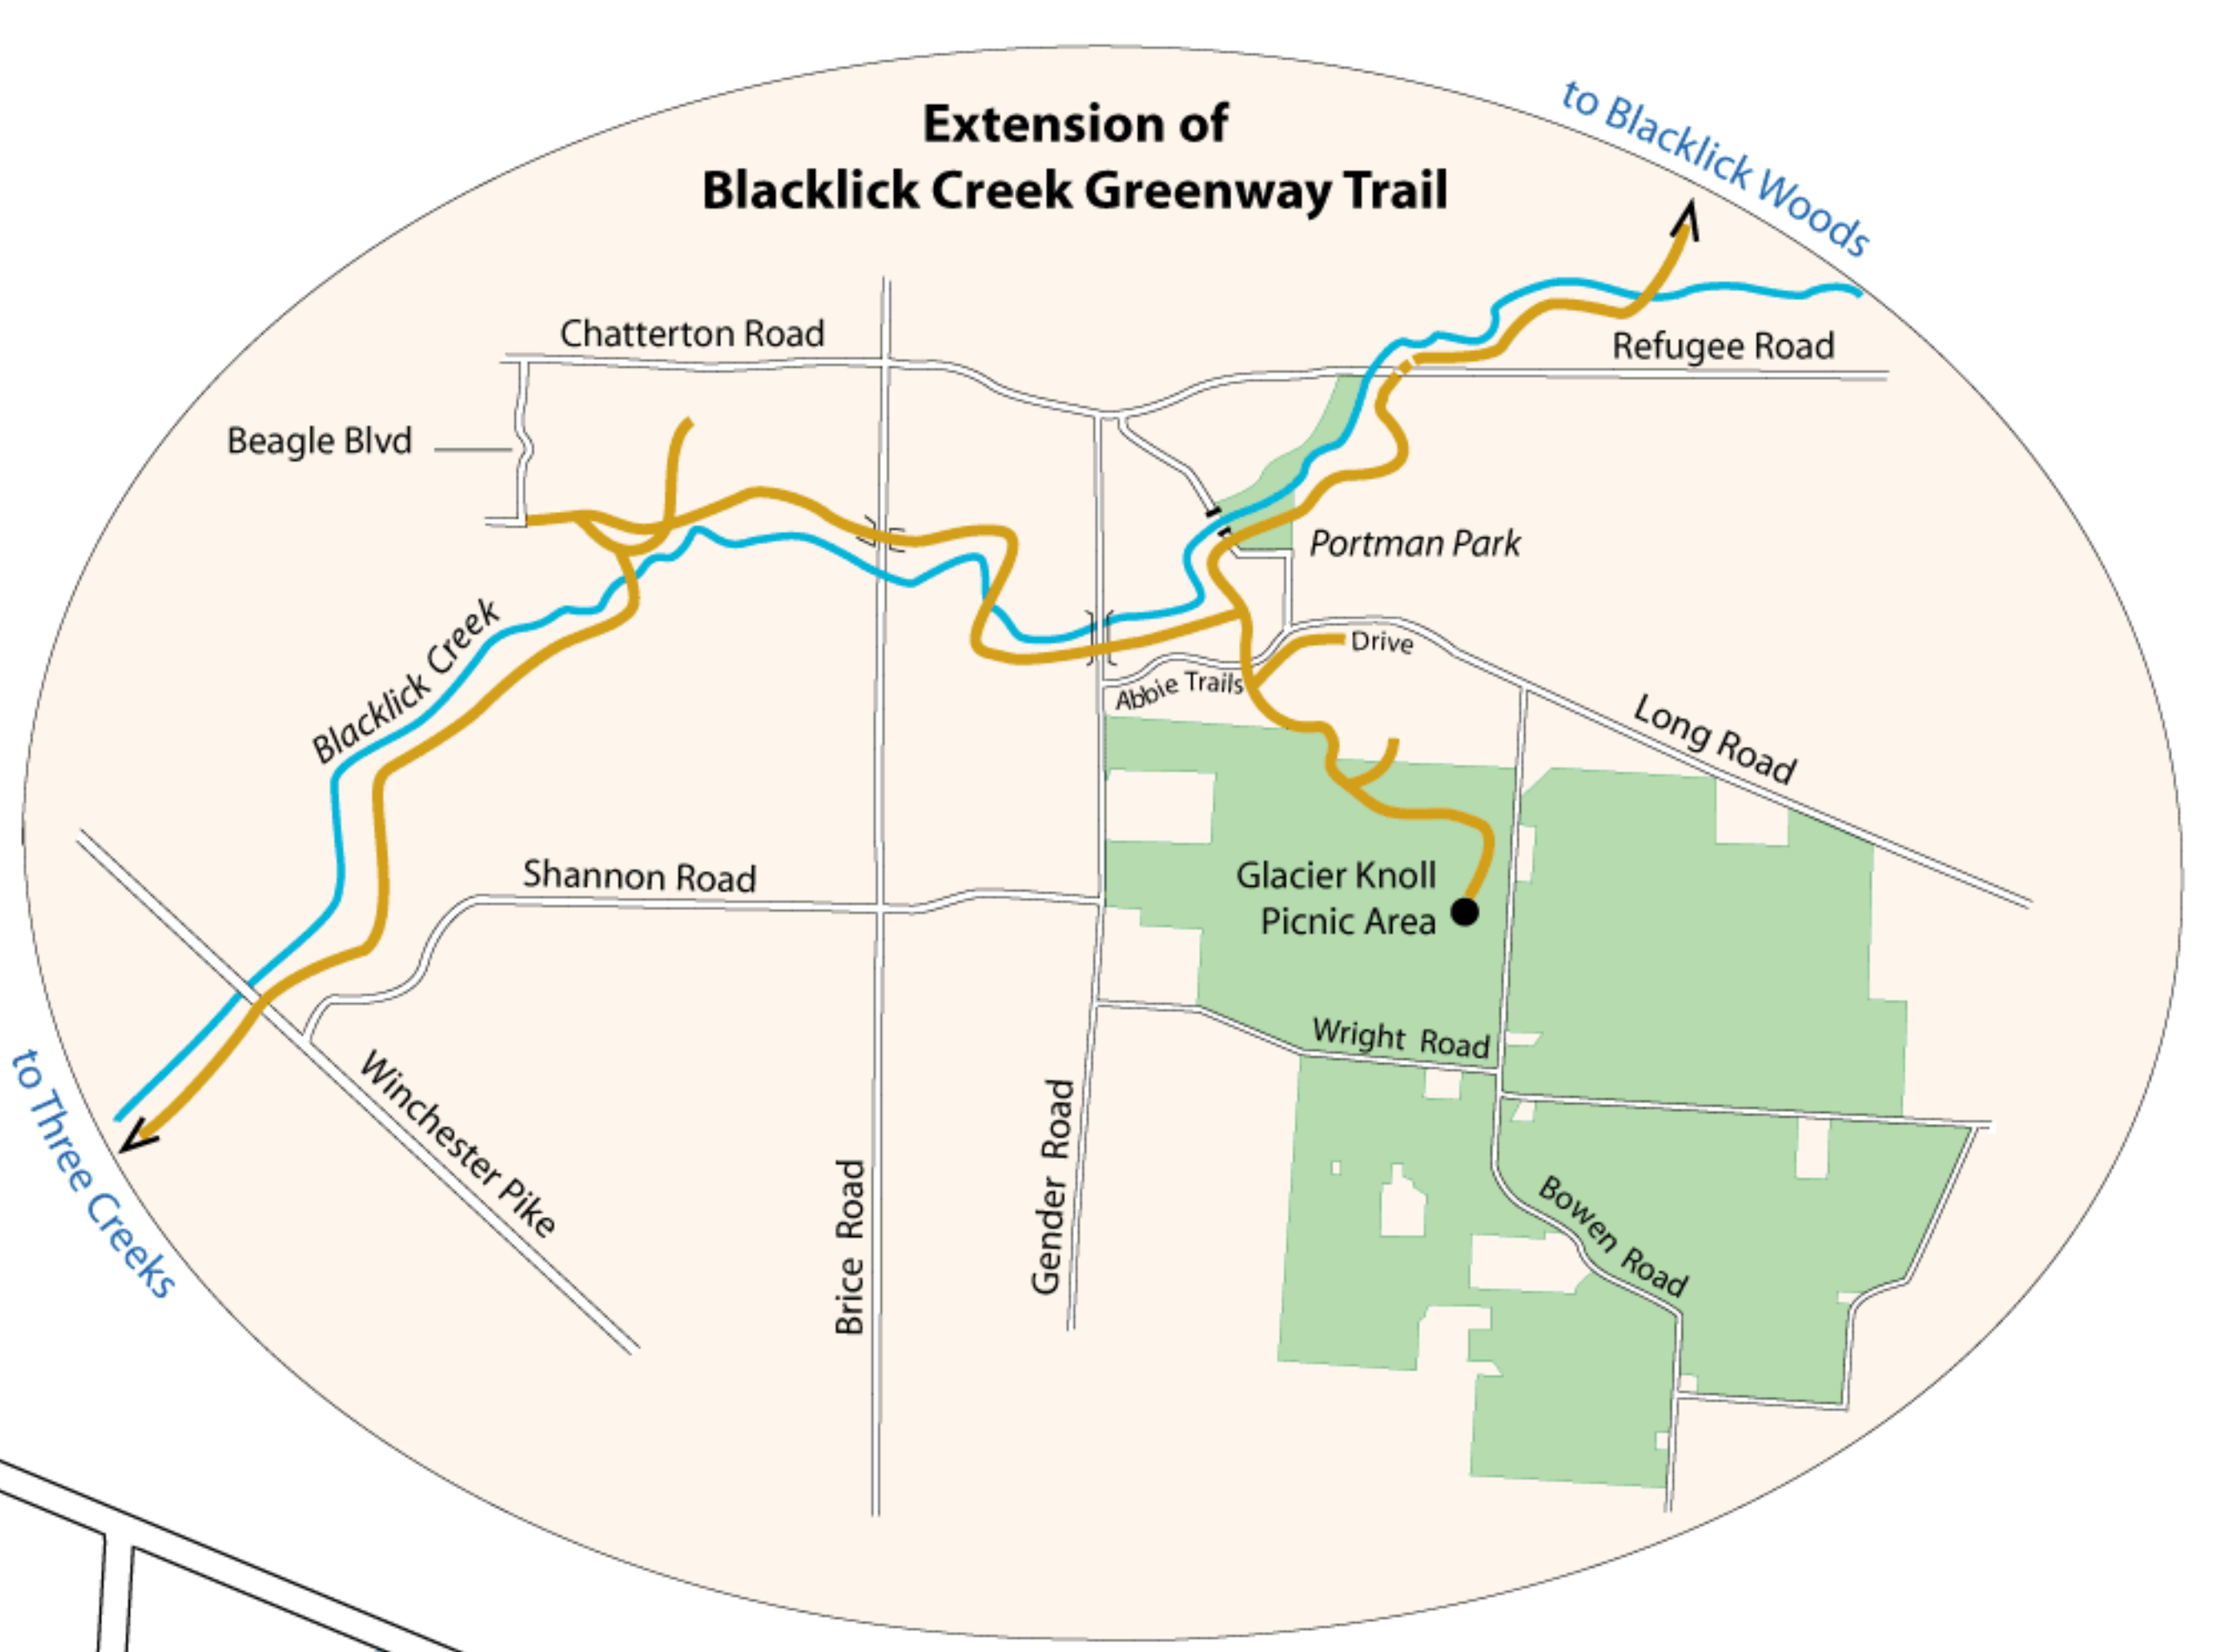 Extension of
Blacklick Creek Greenway Trail
to Blacklick Woods
Chatterton Road
Refugee Road
Beagle Blvd
Portman Park
Blacklick Creek
Drive
Abbie Trails
Long Road
Shannon Road
Glacier Knoll
Picnic Area
Wright Road
to Three Creeks
Winchester Pike
Brice Road
Gender Road
Bowen Road